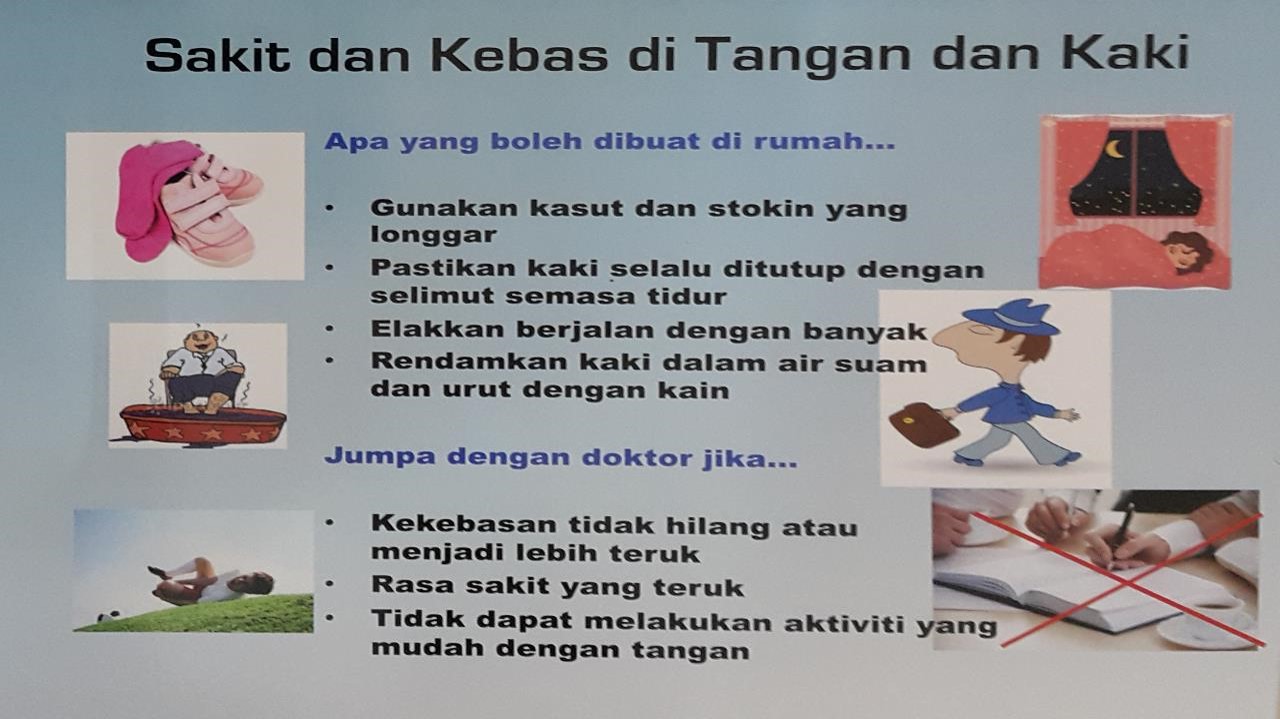 Sakit dan Kebas di Tangan dan Kaki
Apa yang boleh dibuat di rumah...
• Gunakan kasut dan stokin yang
longgar
• Pastikan kaki selalu ditutup dengan
selimut semasa tidur
• Elakkan berjalan dengan banyak
• Rendamkan kaki dalam air suam
dan urut dengan kain
Jumpa dengan doktor jika...
• Kekebasan tidak hilang atau
menjadi lebih teruk
• Rasa sakit yang teruk
• Tidak dapat melakukan aktiviti yang
mudah dengan tangan